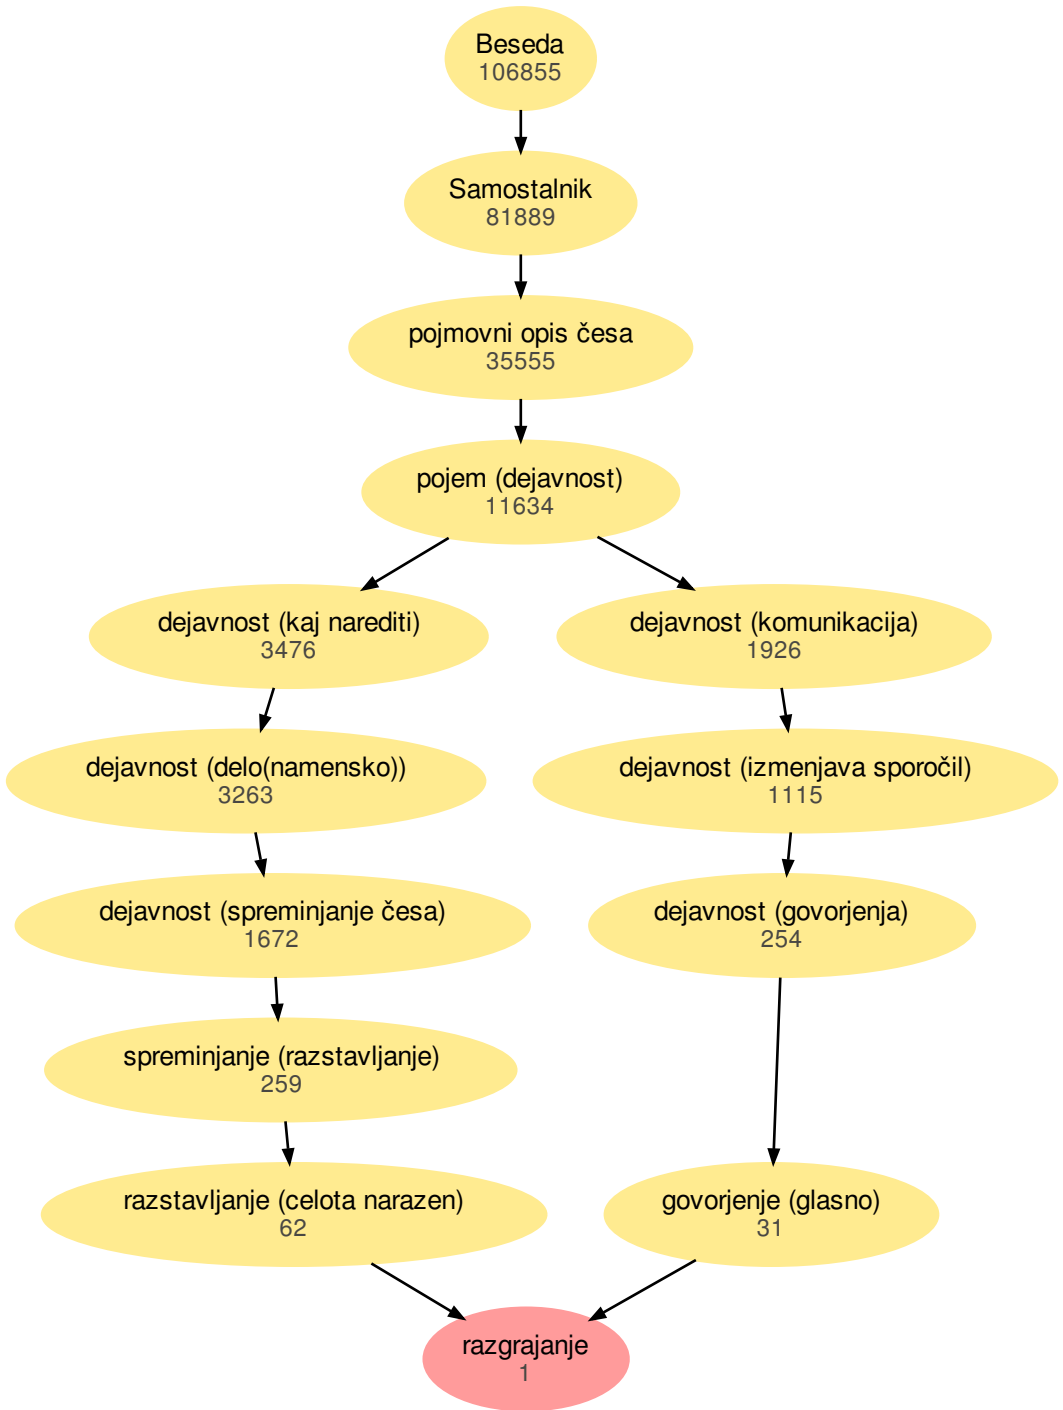 Beseda
106855
Samostalnik
81889
pojmovni opis česa
35555
pojem (dejavnost)
11634
dejavnost (kaj narediti)
3476
dejavnost (komunikacija)
1926
dejavnost (delo(namensko))
3263
dejavnost (izmenjava sporočil)
1115
dejavnost (spreminjanje česa)
1672
dejavnost (govorjenja)
254
spreminjanje (razstavljanje)
259
razstavljanje (celota narazen)
62
govorjenje (glasno)
31
razgrajanje
1